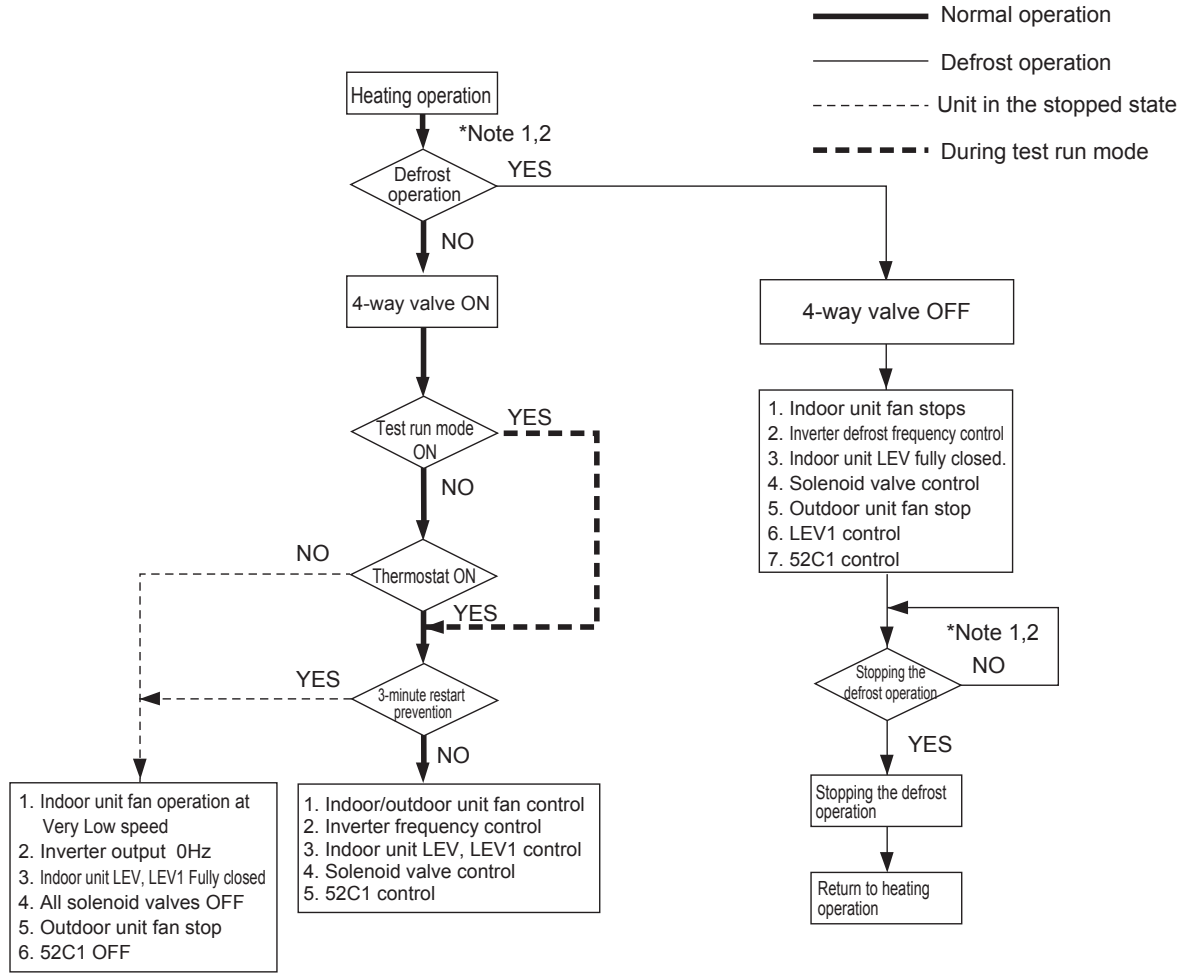 Normal operation
Defrost operation
Unit in the stopped state
During test run mode
Heating operation
*Note 1,2
Defrost
operation
YES
NO
4-way valve ON
4-way valve OFF
Test run mode
ON
YES
NO
1. Indoor unit fan stops
2. Inverter defrost frequency control
3. Indoor unit LEV fully closed.
4. Solenoid valve control
5. Outdoor unit fan stop
6. LEV1 control
7. 52C1 control
NO
Thermostat ON
YES
*Note 1,2
NO
Stopping the
defrost operation
YES
YES
3-minute restart
prevention
NO
1. Indoor unit fan operation at
Very Low speed
2. Inverter output 0Hz
3. Indoor unit LEV, LEV1 Fully closed
4. All solenoid valves OFF
5. Outdoor unit fan stop
6. 52C1 OFF
1. Indoor/outdoor unit fan control
2. Inverter frequency control
3. Indoor unit LEV, LEV1 control
4. Solenoid valve control
5. 52C1 control
Stopping the defrost
operation
Return to heating
operation